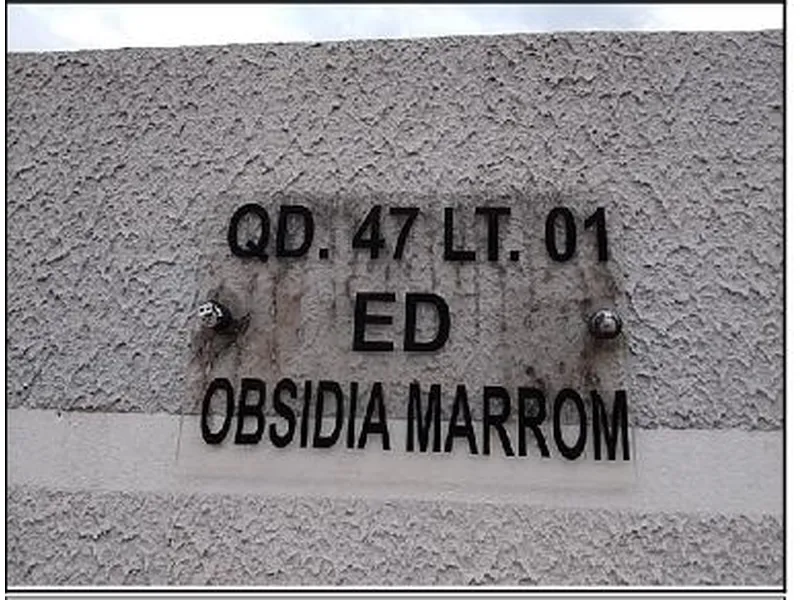 QD. 47 LT. 01
ED
OBSIDIA MARROM